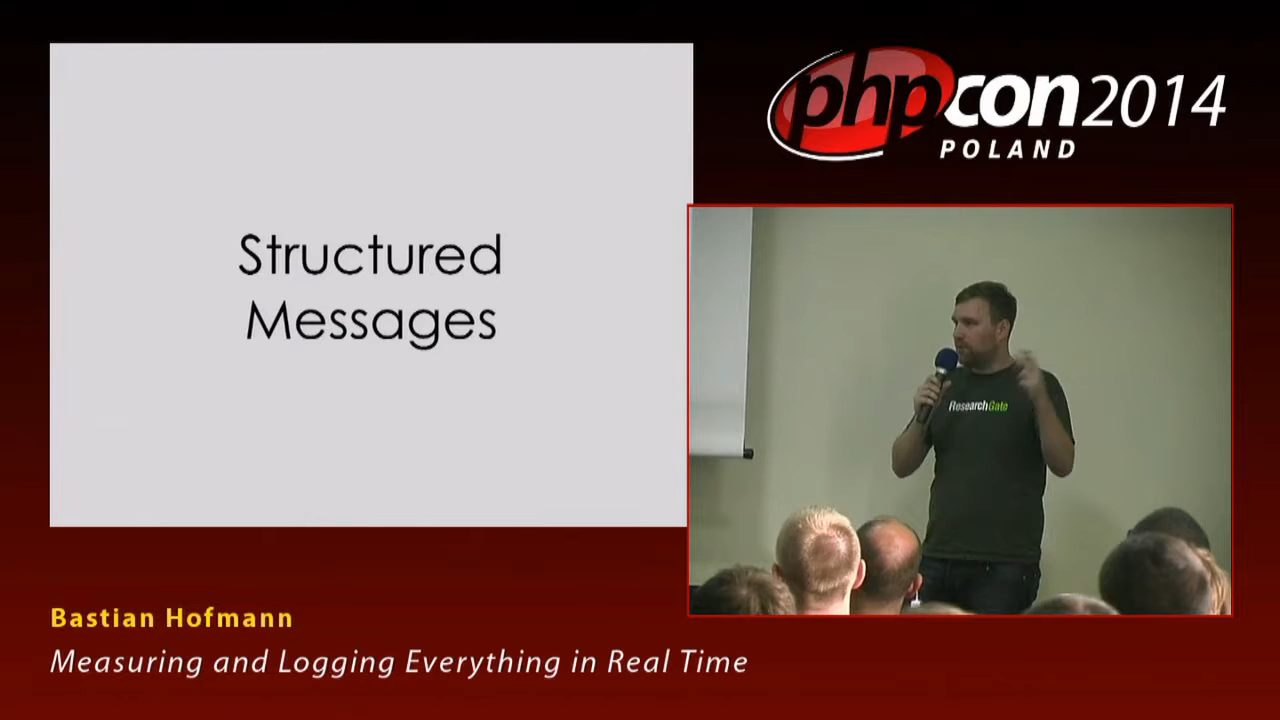 Structured
Messages
phpcon2014
POLAND
ResearchGate
Bastian Hofmann
Measuring and Logging Everything in Real Time